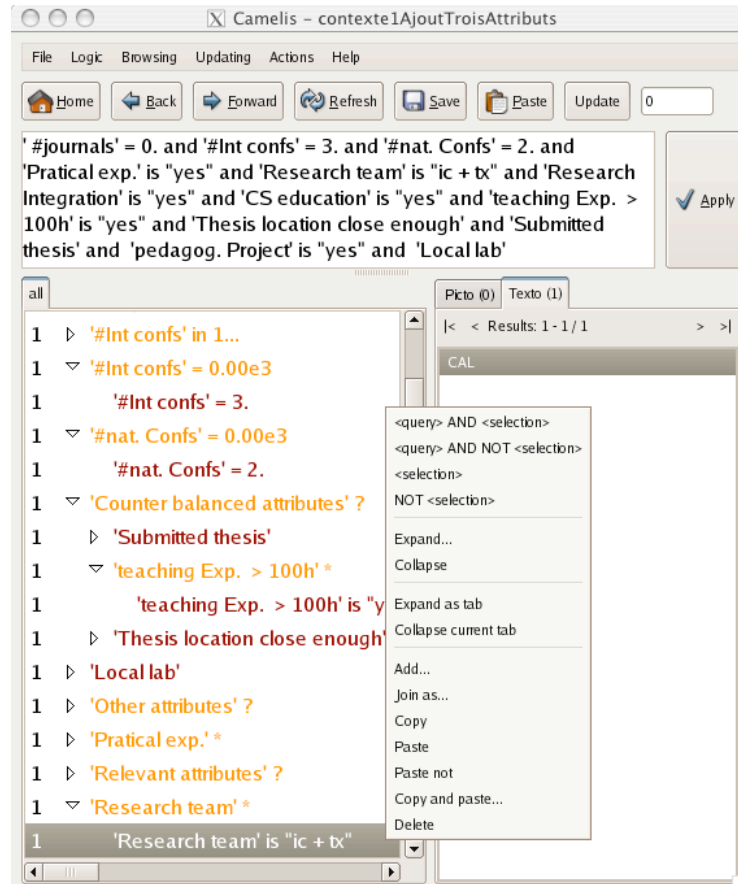 Camelis - contexte1AjoutTroisAttributs
File Logic Browsing Updating Actions Help
Home Back Forward Refresh Save Paste Update 0
' #journals' = 0. and '#Int confs' = 3. and '#nat. Confs' = 2. and
'Pratical exp.' is "yes" and 'Research team' is "ic + tx" and 'Research
Integration' is "yes" and 'CS education' is "yes" and 'teaching Exp. >
100h' is "yes" and 'Thesis location close enough' and 'Submitted
thesis' and 'pedagog. Project' is "yes" and 'Local lab'
Apply
all
1 '#Int confs' in 1...
1 '#Int confs' = 0.00e3
1 '#Int confs' = 3.
1 '#nat. Confs' = 0.00e3
1 '#nat. Confs' = 2.
1 'Counter balanced attributes' ?
1 'Submitted thesis'
1 'teaching Exp. > 100h' *
1 'teaching Exp. > 100h' is "y
1 'Thesis location close enough'
1 'Local lab'
1 'Other attributes' ?
1 'Pratical exp.' *
1 'Relevant attributes' ?
1 'Research team' *
1 'Research team' is "ic + tx"
Picto (0) Texto (1)
|< < Results: 1 - 1 / 1 > >|
CAL
<query> AND <selection>
<query> AND NOT <selection>
<selection>
NOT <selection>
Expand...
Collapse
Expand as tab
Collapse current tab
Add...
Join as...
Copy
Paste
Paste not
Copy and paste...
Delete